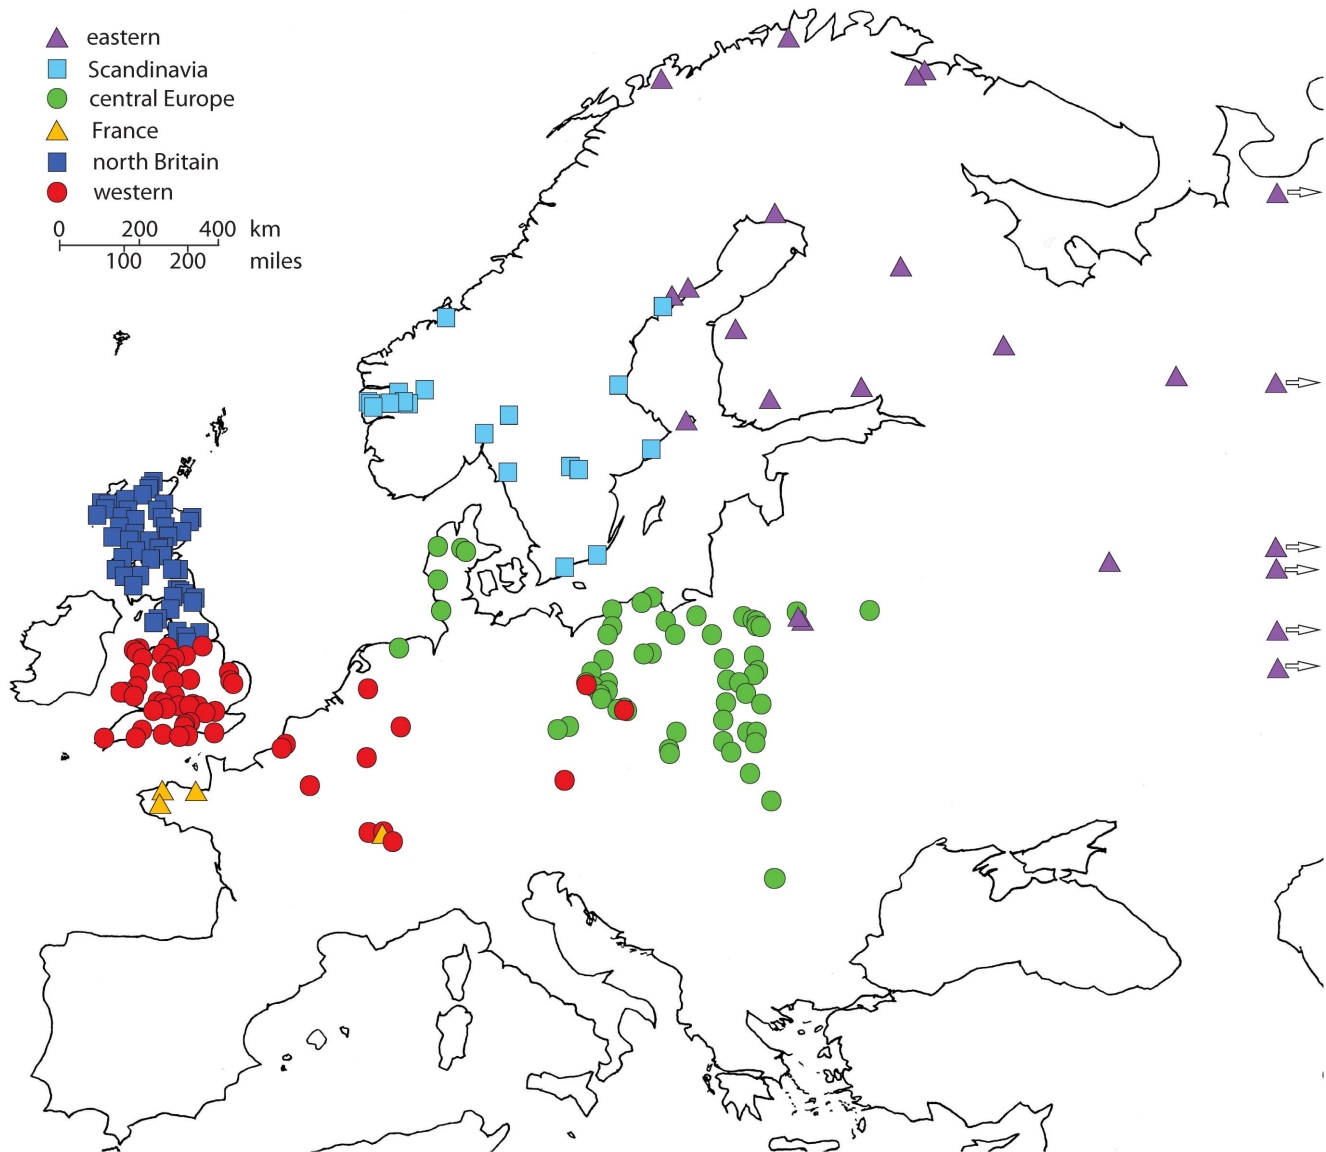 eastern
Scandinavia
central Europe
France
north Britain
western
0 200 400 km
100 200 miles